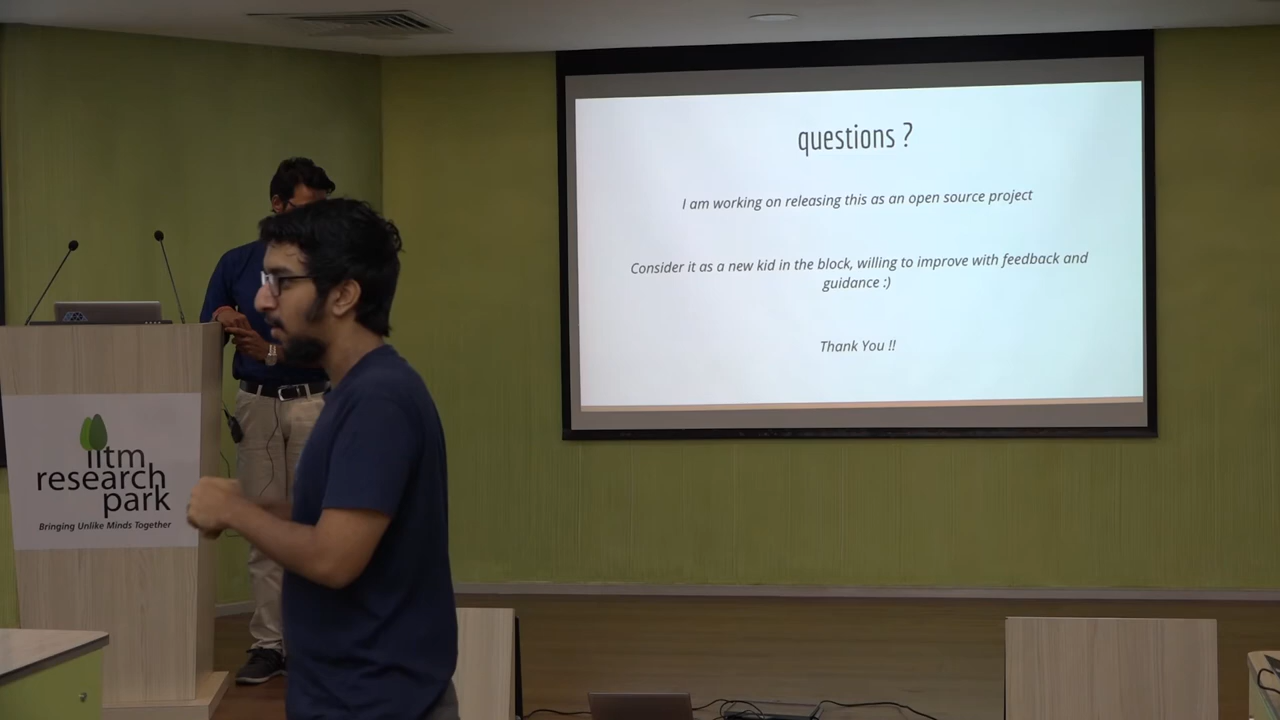 questions ?
I am working on releasing this as an open source project
Consider it as a new kid in the block, willing to improve with feedback and
guidance :)
Thank You !!
iitm
research
park
Bringing Unlike Minds Together